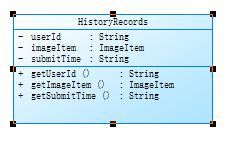 HistoryRecords
- userId : String
- imageItem : ImageItem
- submitTime : String
+ getUserId () : String
+ getImageItem () : ImageItem
+ getSubmitTime () : String